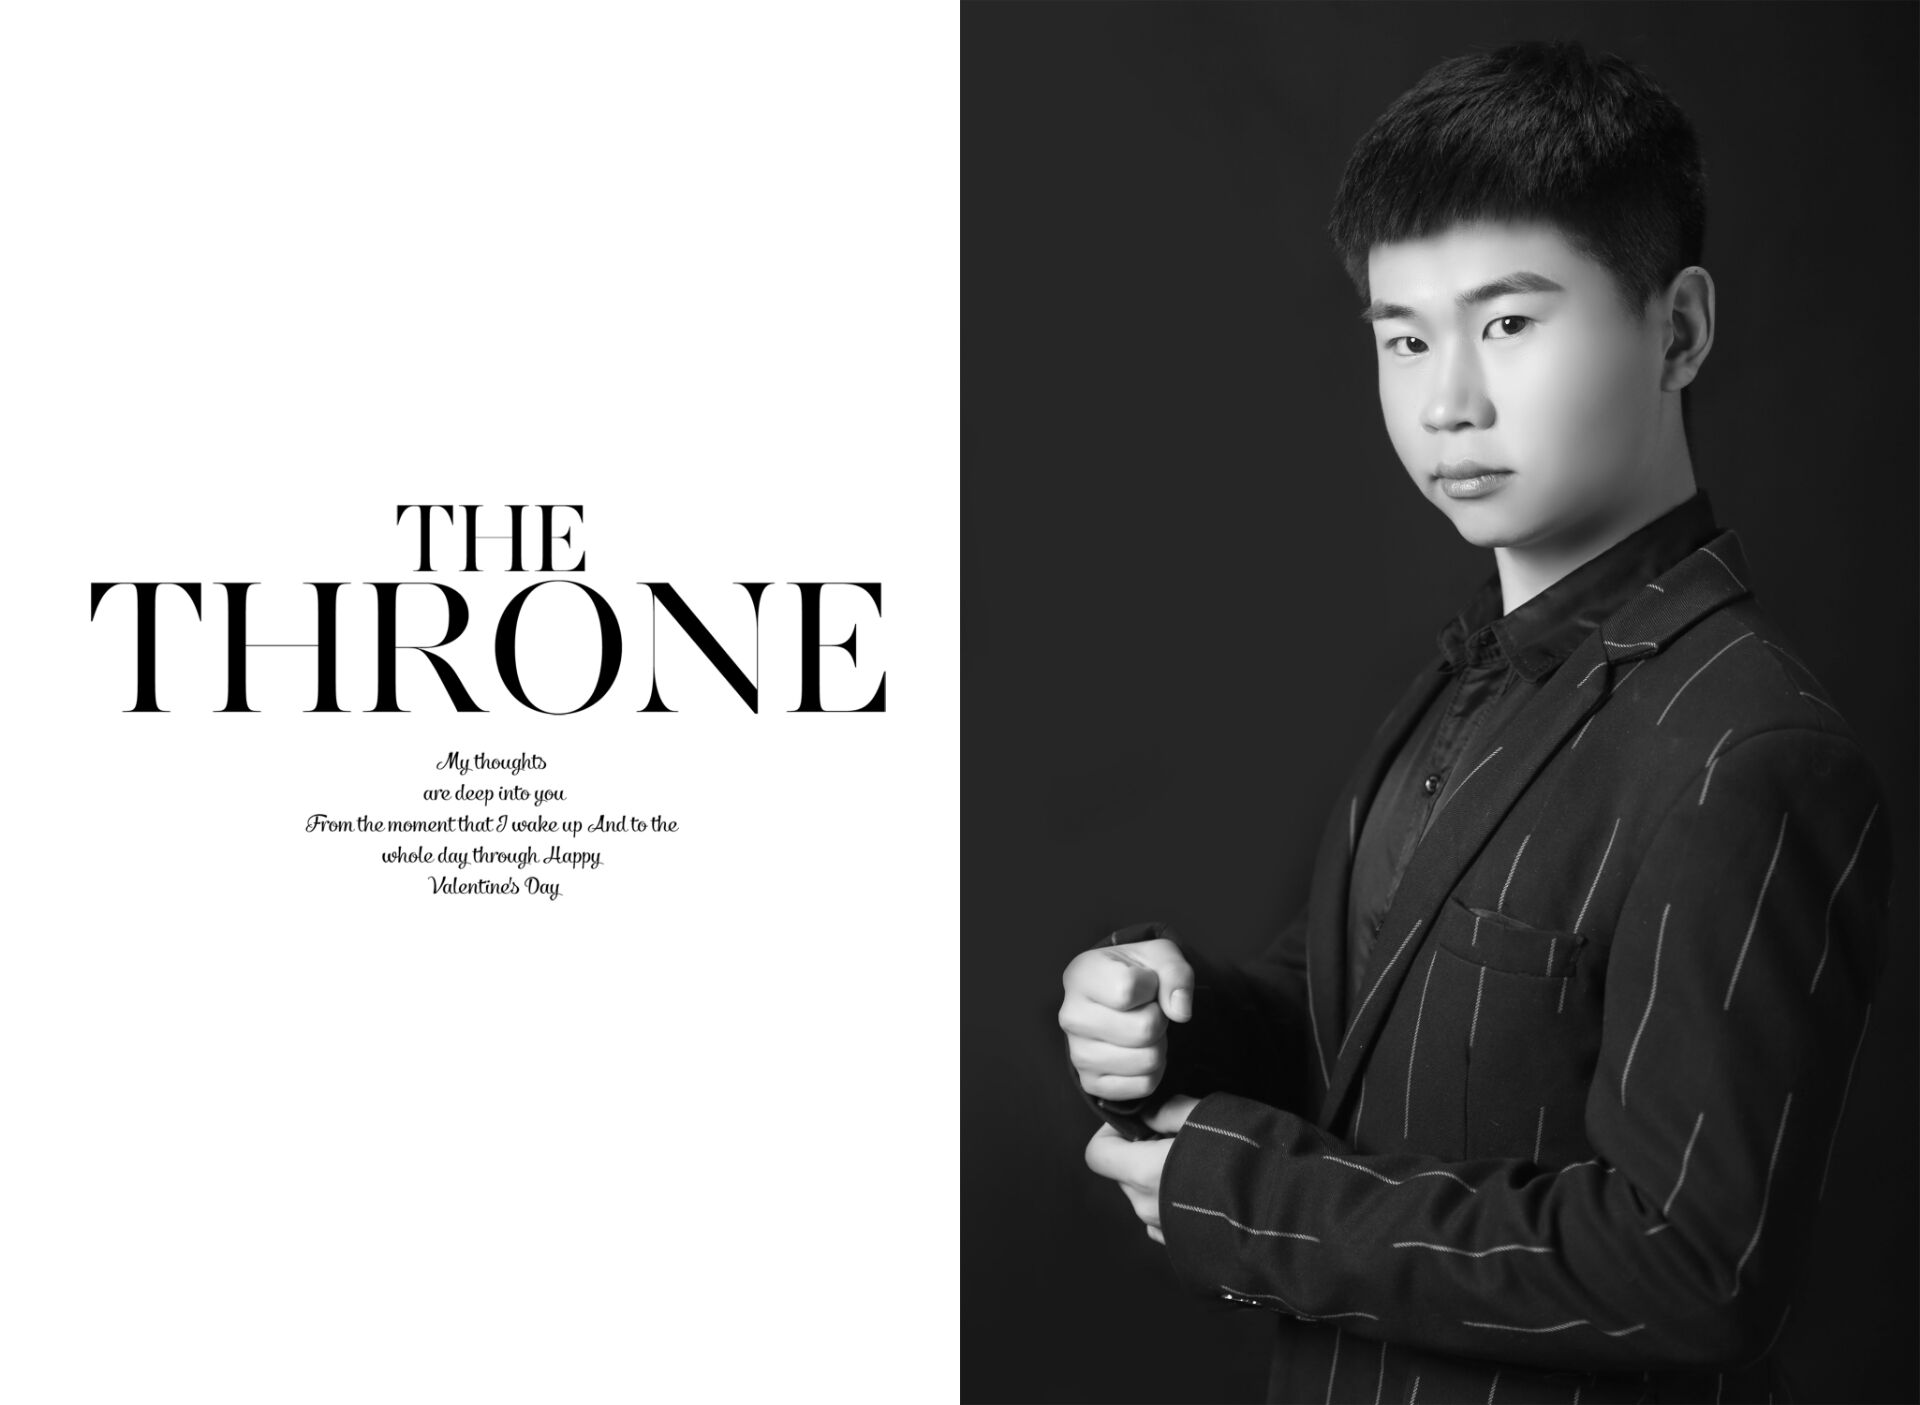 THE
THRONE
My thoughts
are deep into you
From the moment that I wake up And to the
whole day through Happy
Valentine's Day